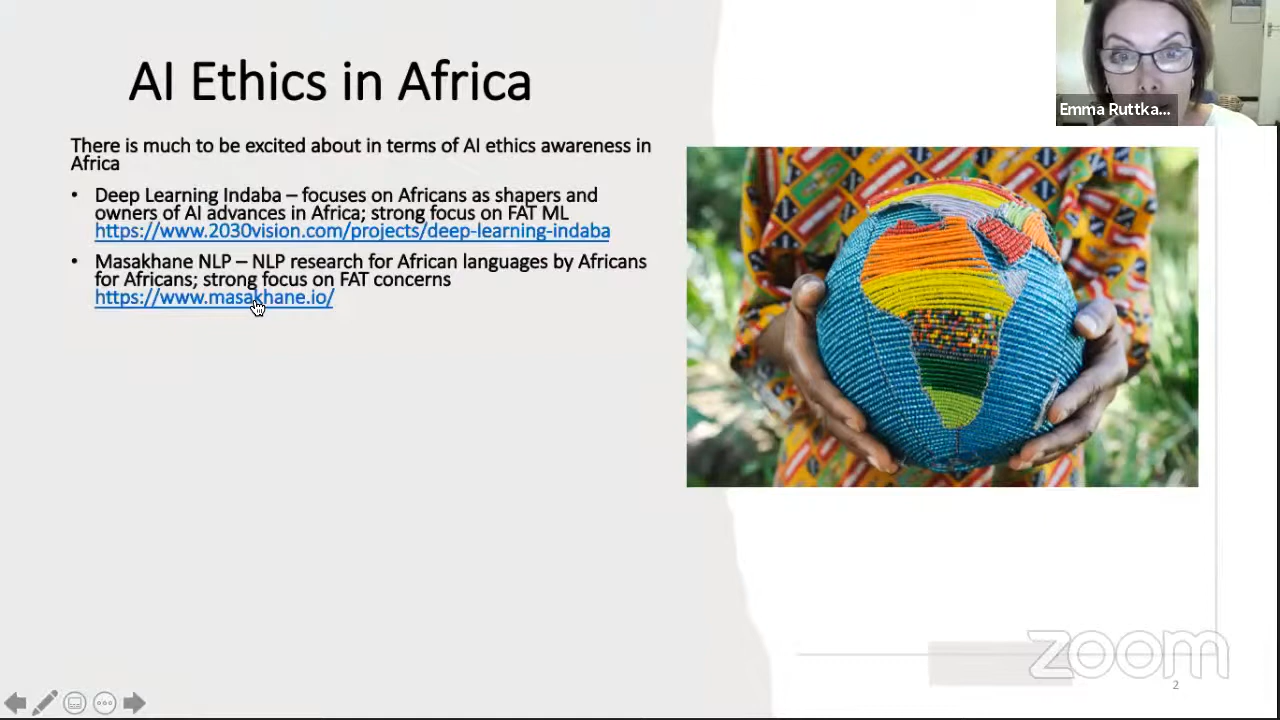 AI Ethics in Africa
There is much to be excited about in terms of AI ethics awareness in
Africa
• Deep Learning Indaba – focuses on Africans as shapers and
owners of AI advances in Africa; strong focus on FAT ML
https://www.2030vision.com/projects/deep-learning-indaba
• Masakhane NLP – NLP research for African languages by Africans
for Africans; strong focus on FAT concerns
https://www.masakhane.io/
Emma Ruttka...
zoom
2